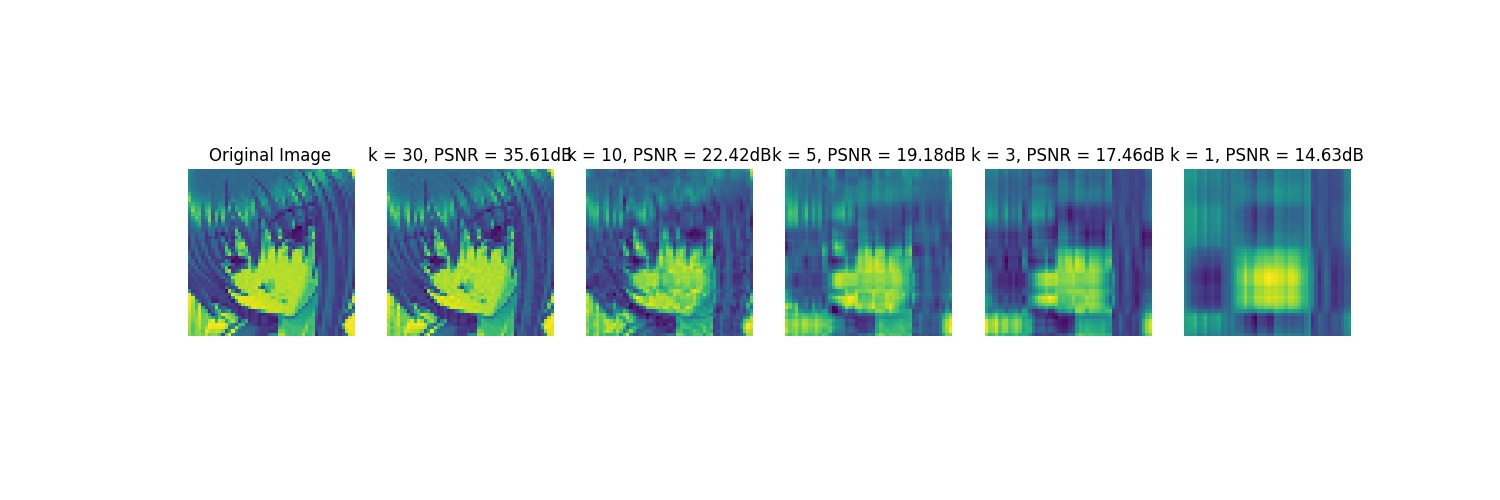 Original Image
k = 30, PSNR = 35.61dB
k = 10, PSNR = 22.42dB
k = 5, PSNR = 19.18dB
k = 3, PSNR = 17.46dB
k = 1, PSNR = 14.63dB